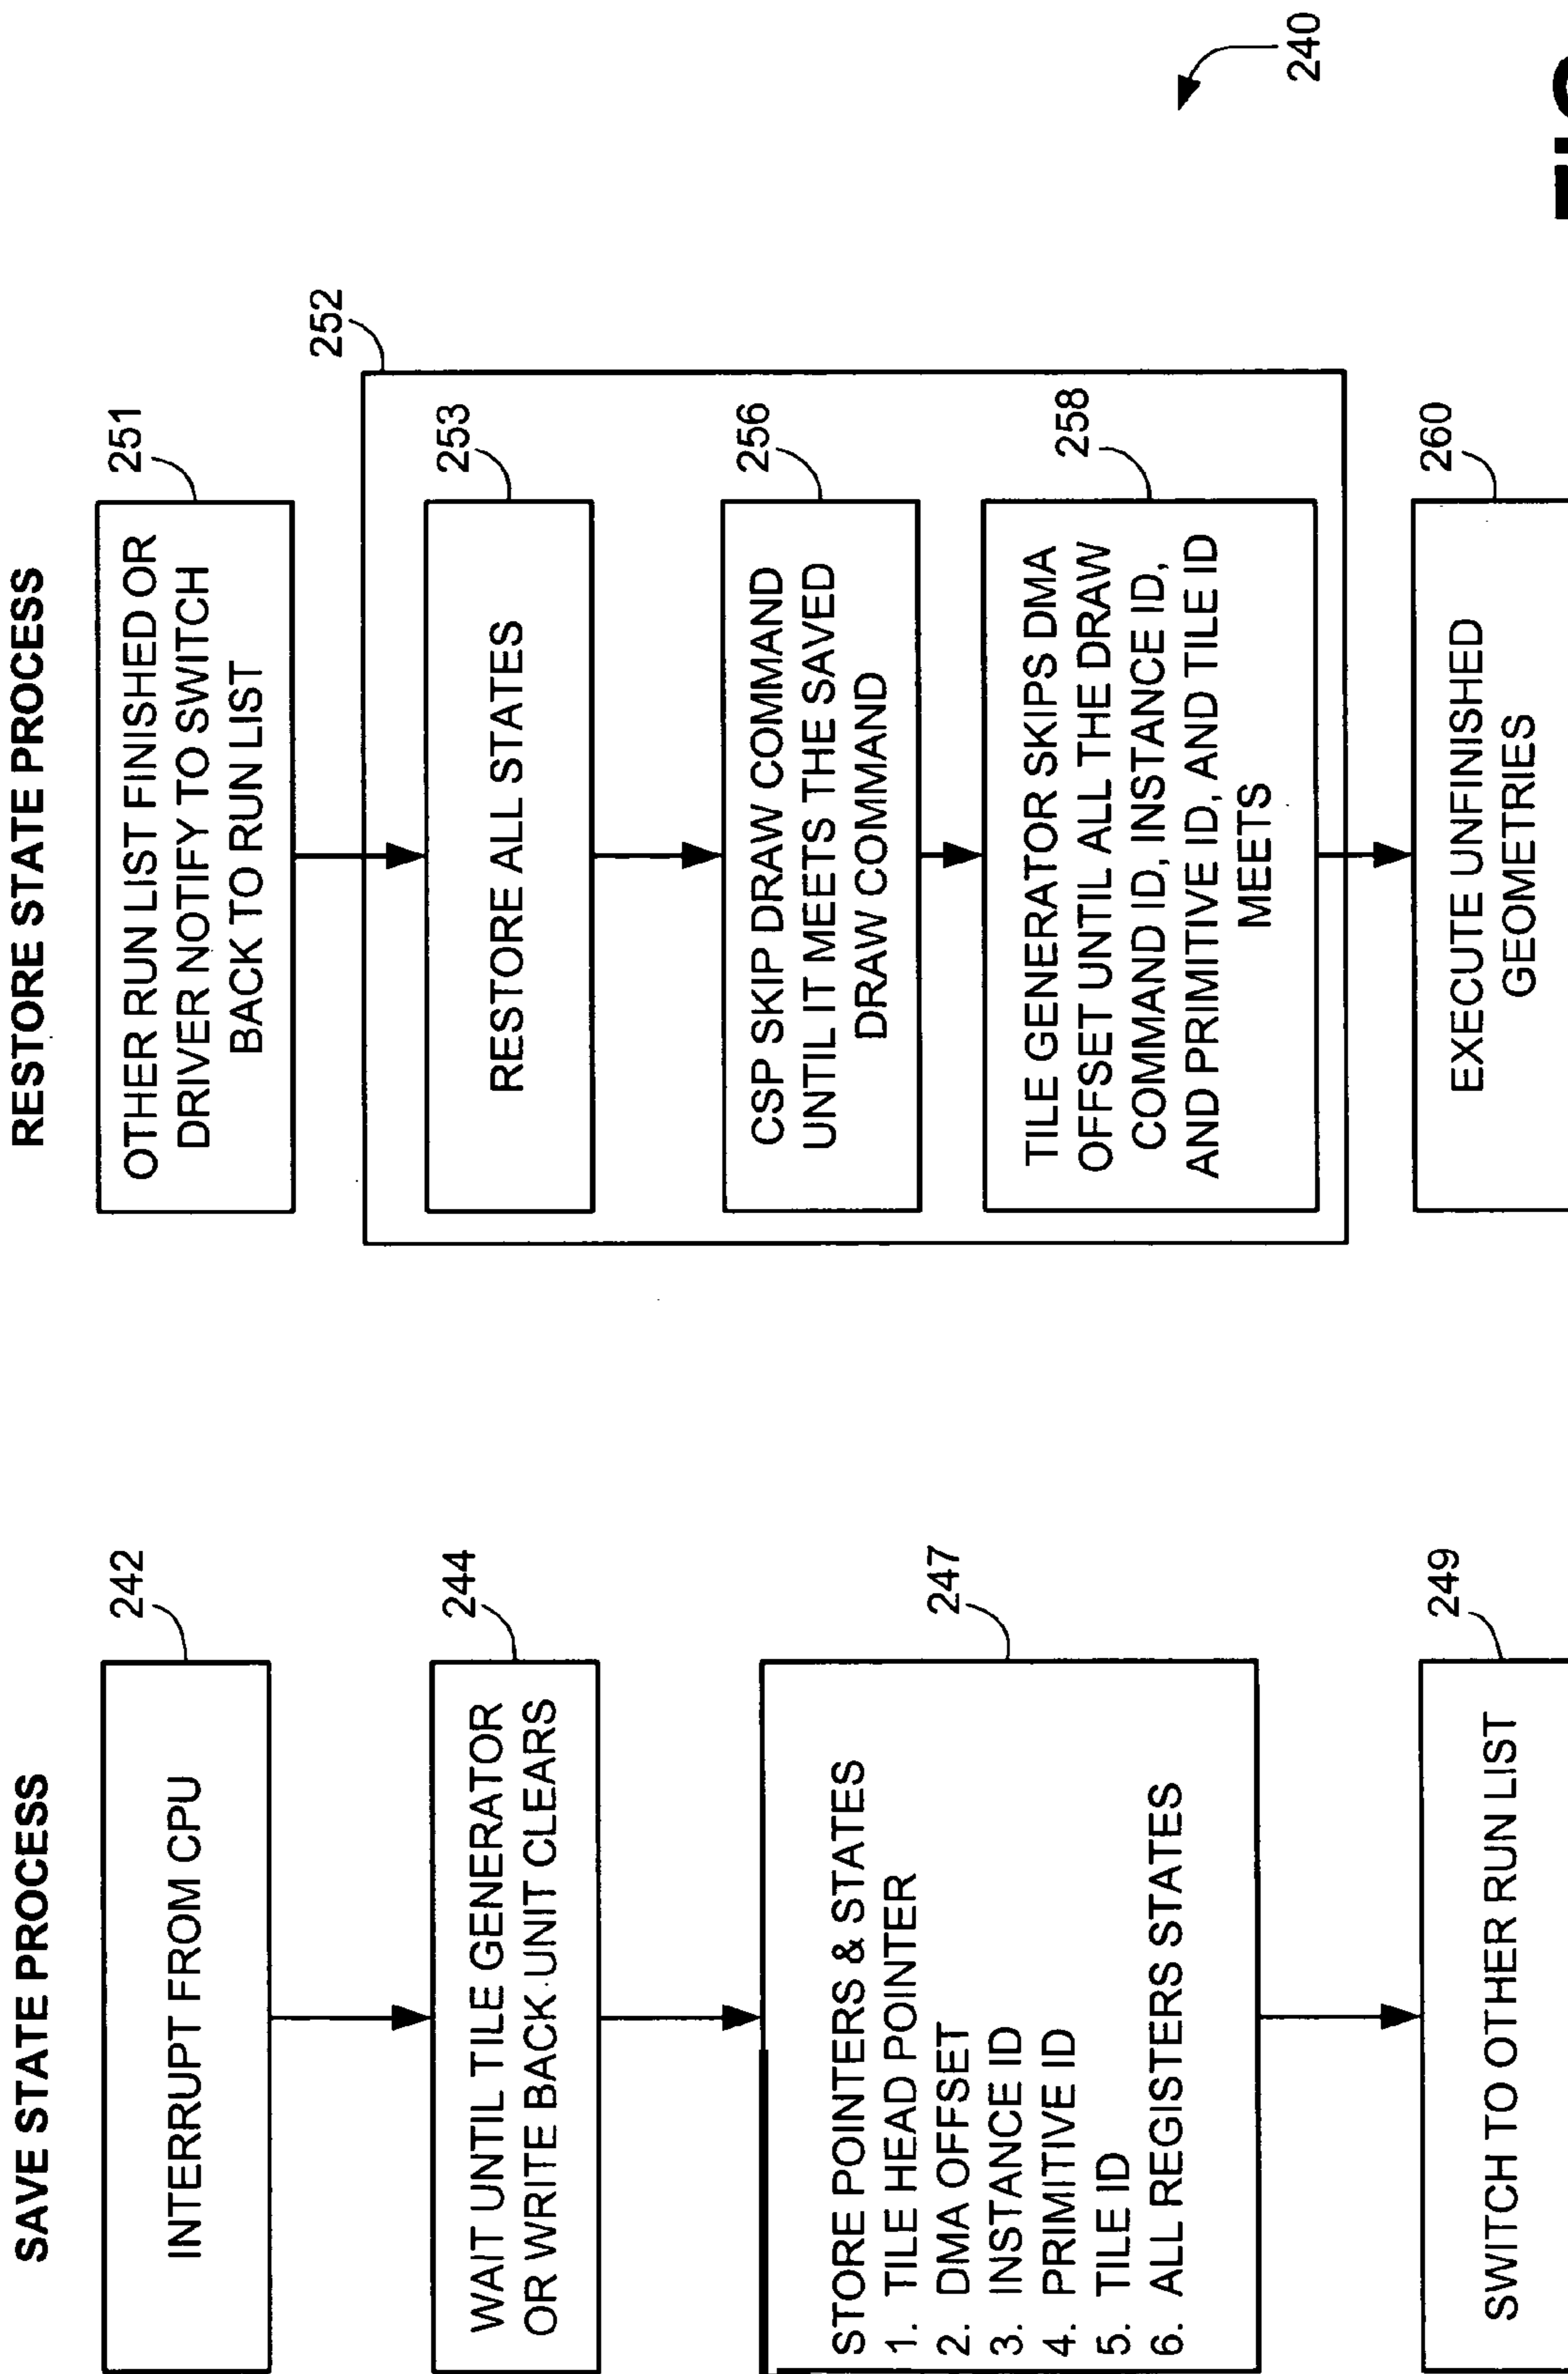 SAVE STATE PROCESS
242
INTERRUPT FROM CPU
244
WAIT UNTIL TILE GENERATOR
OR WRITE BACK UNIT CLEARS
247
STORE POINTERS & STATES
1. TILE HEAD POINTER
2. DMA OFFSET
3. INSTANCE ID
4. PRIMITIVE ID
5. TILE ID
6. ALL REGISTERS STATES
249
SWITCH TO OTHER RUN LIST
RESTORE STATE PROCESS
251
OTHER RUN LIST FINISHED OR
DRIVER NOTIFY TO SWITCH
BACK TO RUN LIST
252
253
RESTORE ALL STATES
256
CSP SKIP DRAW COMMAND
UNTIL IT MEETS THE SAVED
DRAW COMMAND
258
TILE GENERATOR SKIPS DMA
OFFSET UNTIL ALL THE DRAW
COMMAND ID, INSTANCE ID,
AND PRIMITIVE ID, AND TILE ID
MEETS
260
EXECUTE UNFINISHED
GEOMETRIES
240